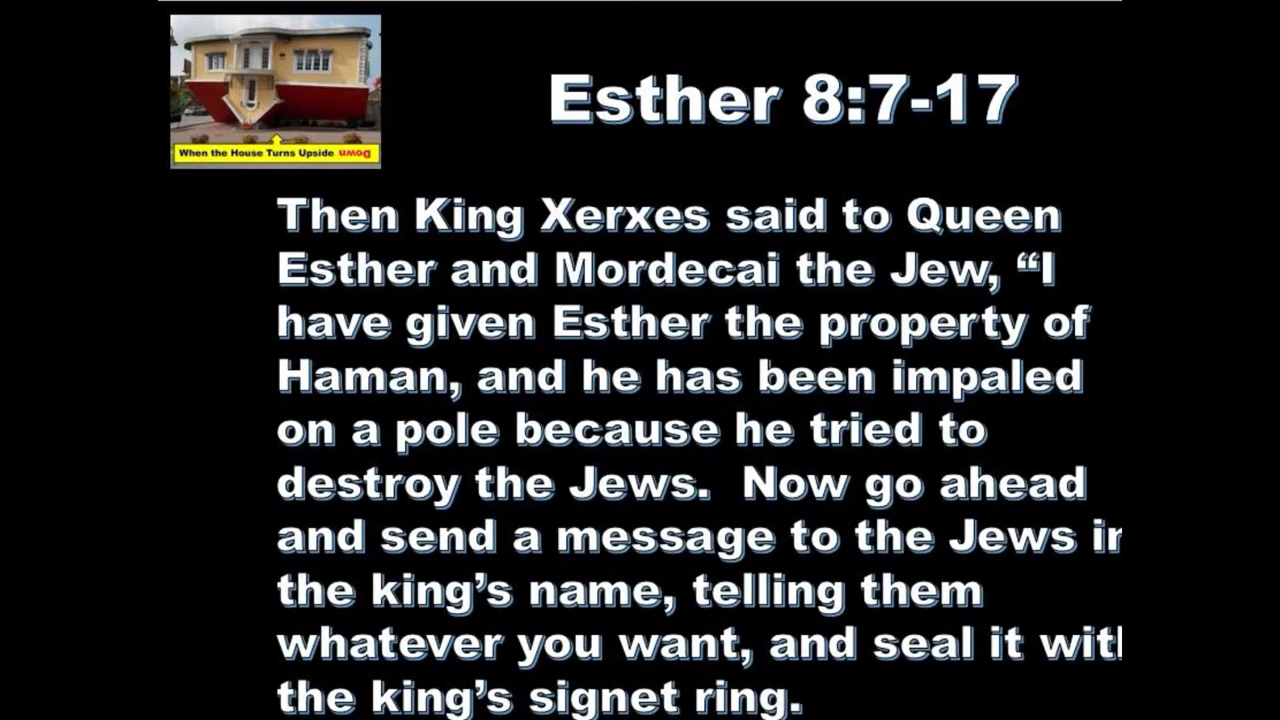 Esther 8:7-17
When the House Turns Upside Down
Then King Xerxes said to Queen
Esther and Mordecai the Jew, “I
have given Esther the property of
Haman, and he has been impaled
on a pole because he tried to
destroy the Jews.  Now go ahead
and send a message to the Jews in
the king’s name, telling them
whatever you want, and seal it with
the king’s signet ring.